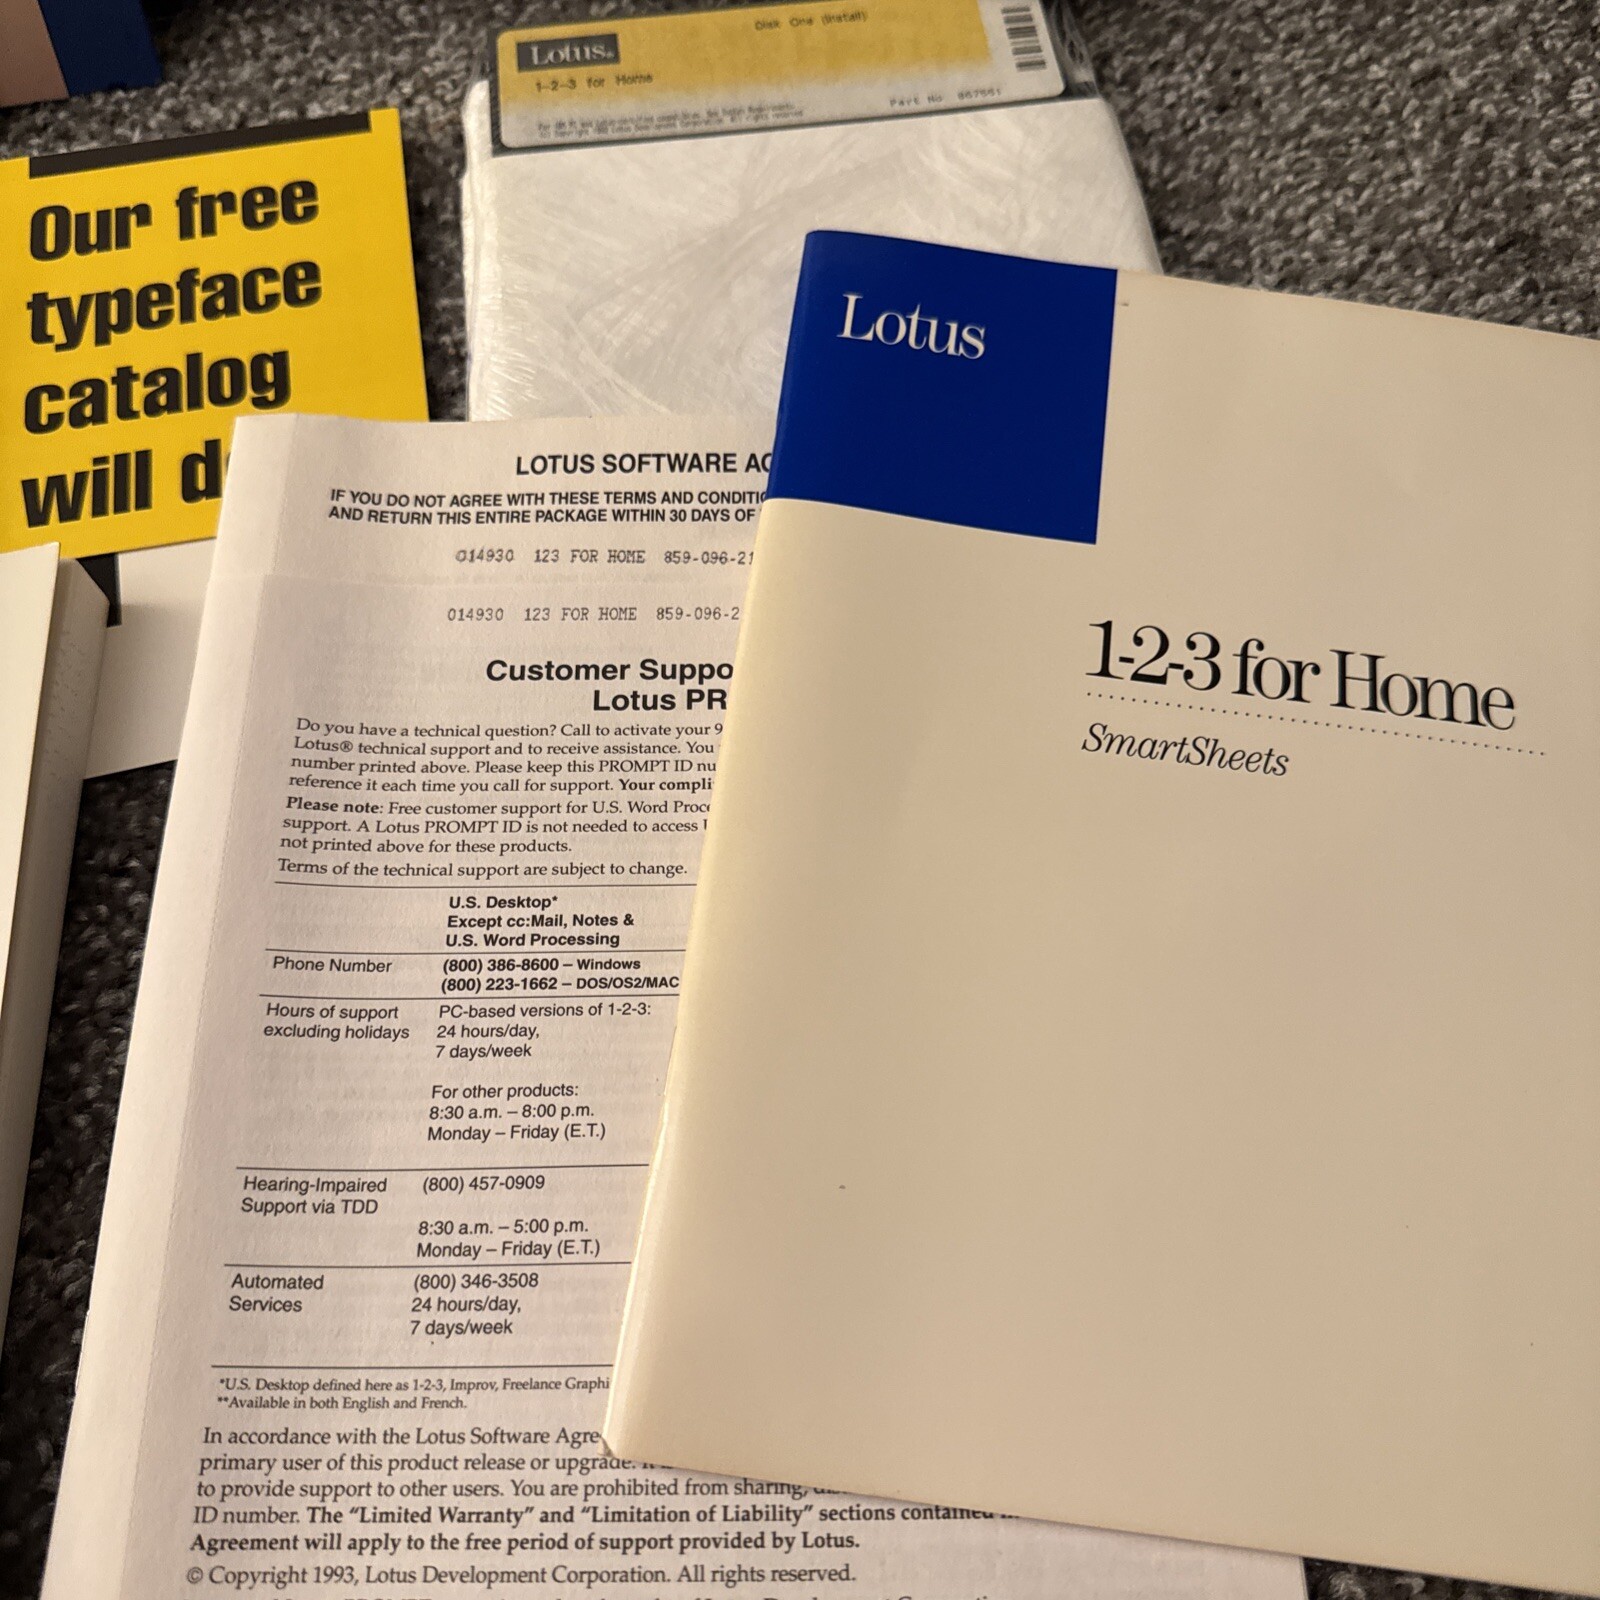 Lotus®
Disk One (Install)
1-2-3 for Home
Part No 867551
Our free
typeface
catalog
will
Lotus
1-2-3 for Home
SmartSheets
LOTUS SOFTWARE
IF YOU DO NOT AGREE WITH THESE TERMS AND
AND RETURN THIS ENTIRE PACKAGE WITHIN 30 DAYS OF
014930 123 FOR HOME 859-096-21
014930 123 FOR HOME 859-096-2
Customer
Lotus
Do you have a technical question? Call to activate your 9
Lotus® technical support and to receive assistance. You
number printed above. Please keep this PROMPT ID
reference it each time you call for support. Your
Please note: Free customer support for U.S. Word
support. A Lotus PROMPT ID is not needed to access
not printed above for these products.
Terms of the technical support are subject to change.
U.S. Desktop*
Except cc:Mail, Notes &
U.S. Word Processing
Phone Number (800) 386-8600 – Windows
(800) 223-1662 – DOS/OS2/MAC
Hours of support PC-based versions of 1-2-3:
excluding holidays 24 hours/day,
7 days/week
For other products:
8:30 a.m. – 8:00 p.m.
Monday – Friday (E.T.)
Hearing-Impaired (800) 457-0909
Support via TDD
8:30 a.m. – 5:00 p.m.
Monday – Friday (E.T.)
Automated (800) 346-3508
Services 24 hours/day,
7 days/week
*U.S. Desktop defined here as 1-2-3, Improv, Freelance
**Available in both English and French.
In accordance with the Lotus Software
primary user of this product release or upgrade.
to provide support to other users. You are prohibited from sharing,
ID number. The “Limited Warranty” and “Limitation of Liability” sections contained
Agreement will apply to the free period of support provided by Lotus.
© Copyright 1993, Lotus Development Corporation. All rights reserved.